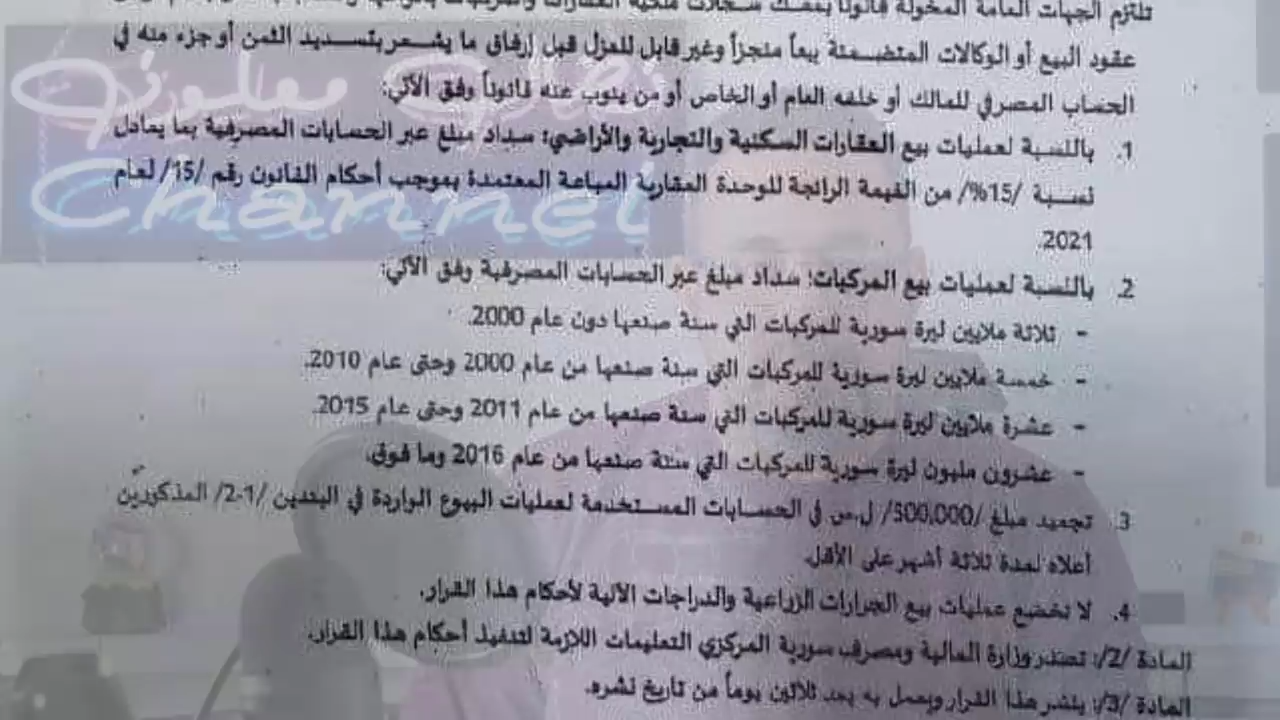 تلتزم الجهات العامة المخولة قانوناً بمسك سجلات ملكية العقارات والمركبات
عقود البيع أو الوكالات المتضمنة بيعاً منجزاً وغير قابل للعزل قبل إرفاق ما يشعر بتسديد الثمن أو جزء منه في
الحساب المصرفي للمالك أو خلفه العام أو الخاص أو من ينوب عنه قانوناً وفق الآتي:
1. بالنسبة لعمليات بيع العقارات السكنية والتجارية والأراضي: سداد مبلغ عبر الحسابات المصرفية بما يعادل
نسبة /15%/ من القيمة الرائجة للوحدة العقارية المباعة المعتمدة بموجب أحكام القانون رقم /15/ لعام
2021.
2. بالنسبة لعمليات بيع المركبات: سداد مبلغ عبر الحسابات المصرفية وفق الآتي:
- ثلاثة ملايين ليرة سورية للمركبات التي سنة صنعها دون عام 2000.
- خمسة ملايين ليرة سورية للمركبات التي سنة صنعها من عام 2000 وحتى عام 2010.
- عشرة ملايين ليرة سورية للمركبات التي سنة صنعها من عام 2011 وحتى عام 2015.
- عشرون مليون ليرة سورية للمركبات التي سنة صنعها من عام 2016 وما فوق.
3. تجميد مبلغ /500,000/ ل.س في الحسابات المستخدمة لعمليات البيوع الواردة في البندين /1-2/ المذكورين
أعلاه لمدة ثلاثة أشهر على الأقل.
4. لا تخضع عمليات بيع الجرارات الزراعية والدراجات الآلية لأحكام هذا القرار.
المادة /2/: تصدر وزارة المالية ومصرف سورية المركزي التعليمات اللازمة لتنفيذ أحكام هذا القرار.
المادة /3/: ينشر هذا القرار ويعمل به بعد ثلاثين يوماً من تاريخ نشره.
معلوف
Channel